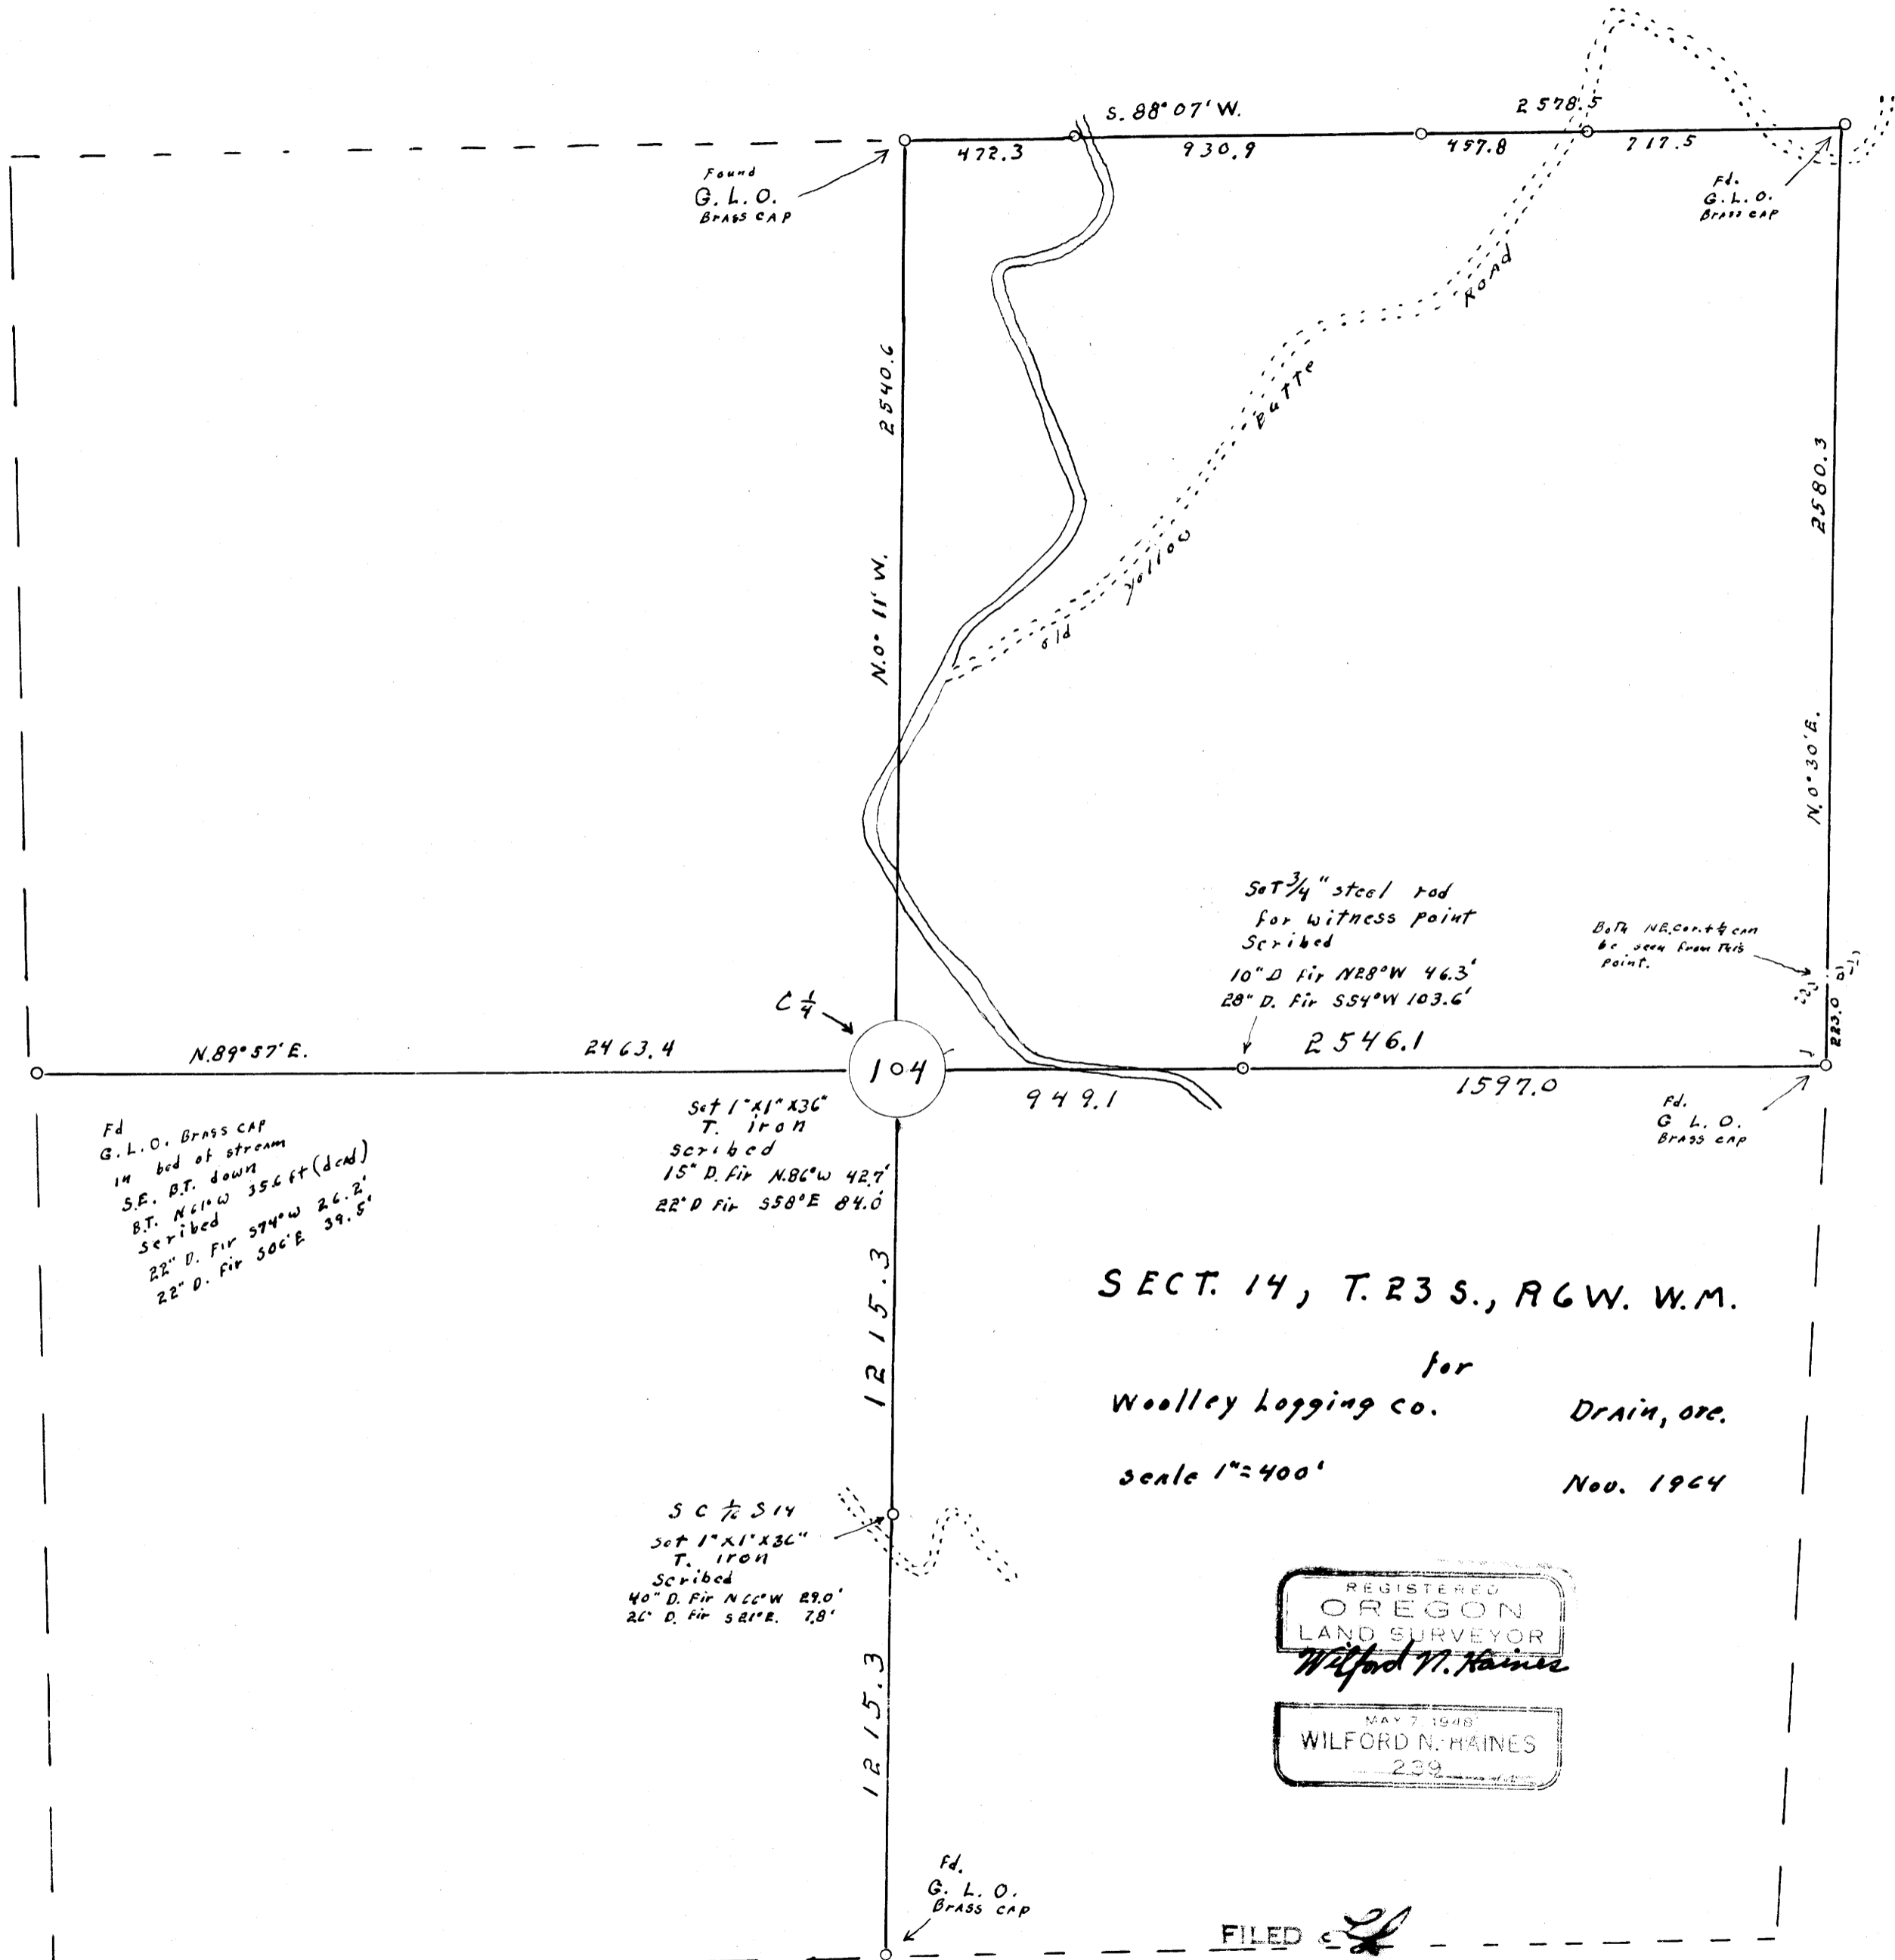 S. 88° 07' W.
2578.5
472.3
930.9
457.8
717.5
Found
G. L. O.
Brass CAP
Fd.
G. L. O.
Brass CAP
2540.6
N. 0° 11' W.
old Yellow Butte Road
2580.3
N. 0° 30' E.
Set 3/4" steel rod
for witness point
Scribed
10" D Fir N28°W 46.3'
28" D. Fir S54°W 103.6'
Both NE. cor. + 1/4 can
be seen from This
point.
223.0
C 1/4
N. 89° 57' E.
2463.4
104
2546.1
949.1
1597.0
Fd.
G L. O.
Brass CAP
Fd
G. L. O. Brass CAP
in bed of stream
S.E. B.T. down
B.T. N61°W 35.6 ft (dead)
Scribed
22" D. Fir S74°W 26.2'
22" D. Fir S06°E 39.5'
Set 1"x1"x36"
T. iron
scribed
15" D. Fir N.86°W 42.7'
22" D Fir S58°E 84.0'
1215.3
SECT. 14, T. 23 S., R6W. W.M.
for
Woolley Logging Co. Drain, ore.
scale 1"=400' Nov. 1964
S C 1/16 S 14
Set 1"x1"x36"
T. iron
Scribed
40" D. Fir N66°W 29.0'
26" D. Fir S21°E. 7.8'
1215.3
REGISTERED
OREGON
LAND SURVEYOR
Wilford N. Haines
MAY 7, 1948
WILFORD N. HAINES
239
Fd.
G. L. O.
Brass CAP
FILED